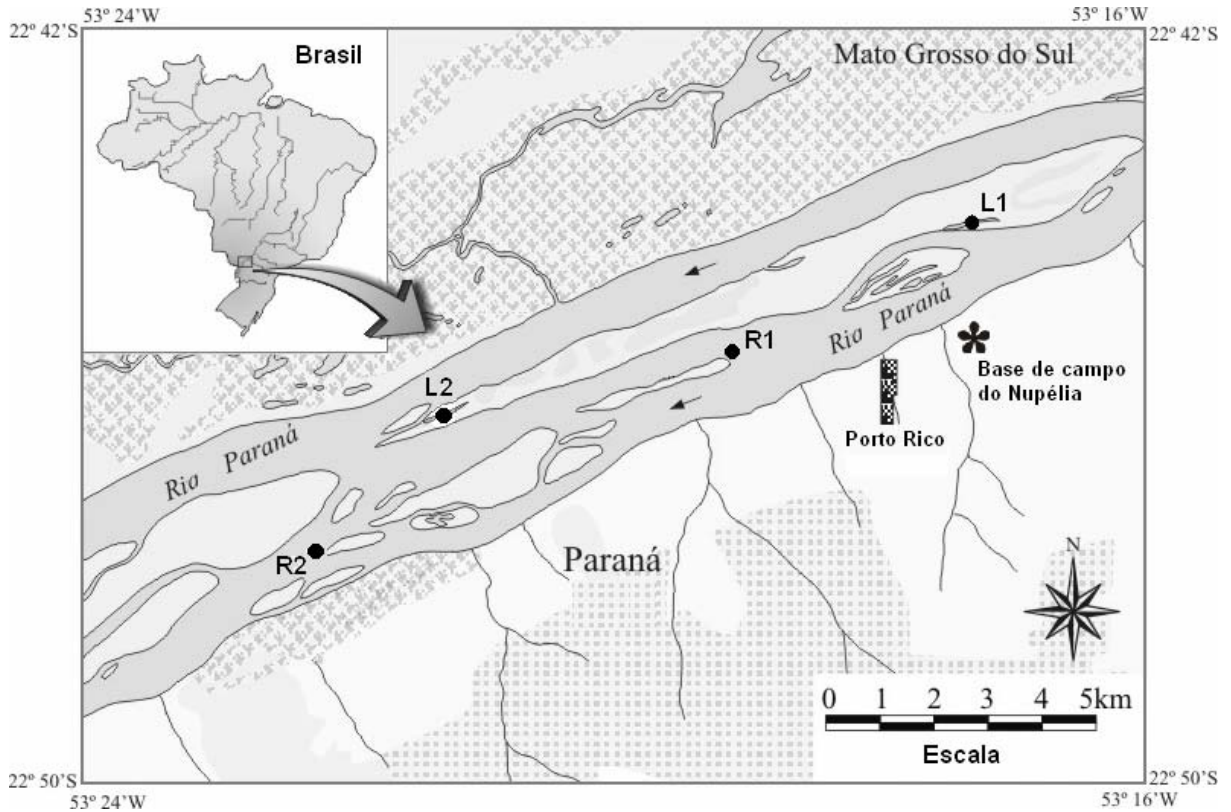 53º 24'W
53º 16'W
22º 42'S
22º 42'S
Brasil
Mato Grosso do Sul
L1
Rio Paraná
R1
Base de campo
do Nupélia
L2
Porto Rico
Rio Paraná
R2
Paraná
N
0 1 2 3 4 5km
Escala
22º 50'S
22º 50'S
53º 24'W
53º 16'W